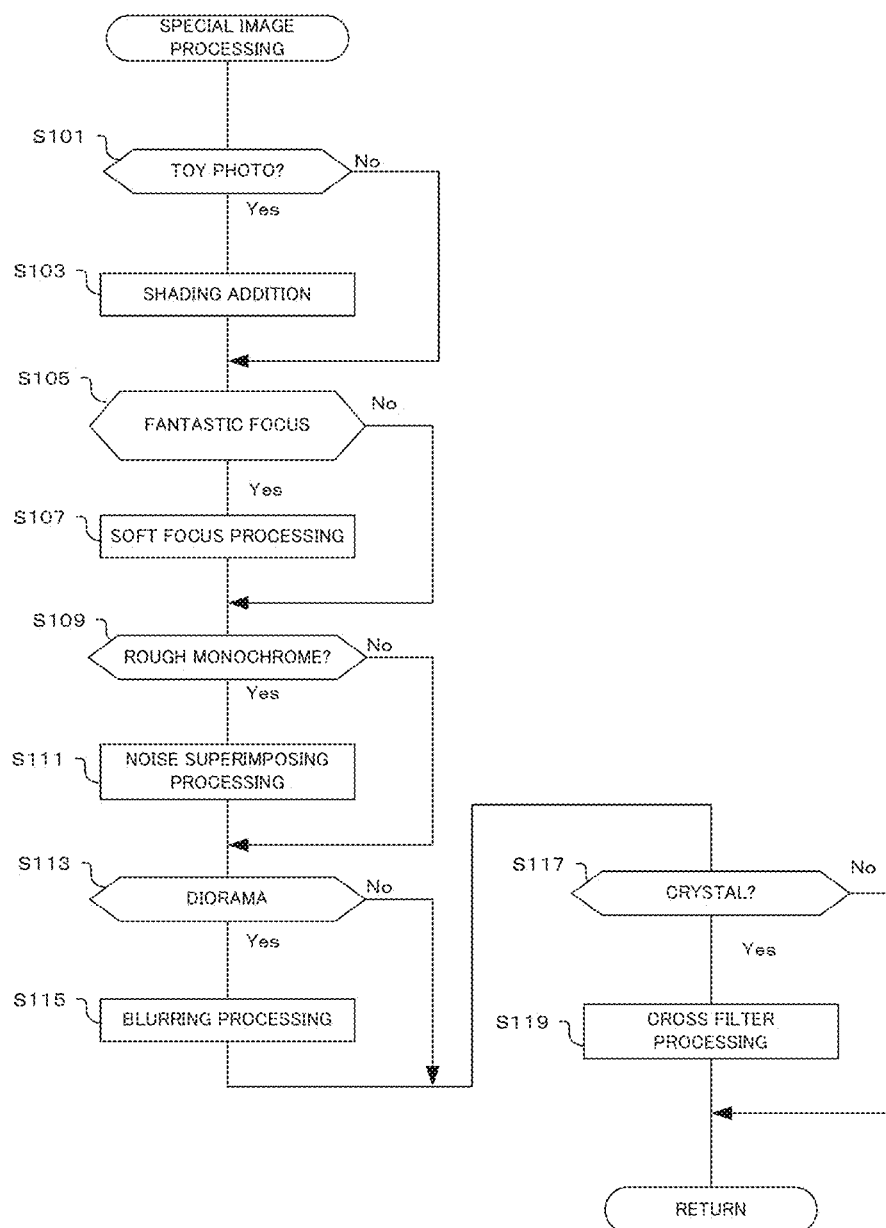 SPECIAL IMAGE
PROCESSING
S101
TOY PHOTO?
No
Yes
S103
SHADING ADDITION
S105
FANTASTIC FOCUS
No
Yes
S107
SOFT FOCUS PROCESSING
S109
ROUGH MONOCHROME?
No
Yes
S111
NOISE SUPERIMPOSING
PROCESSING
S113
DIORAMA
No
Yes
S115
BLURRING PROCESSING
S117
CRYSTAL?
No
Yes
S119
CROSS FILTER
PROCESSING
RETURN